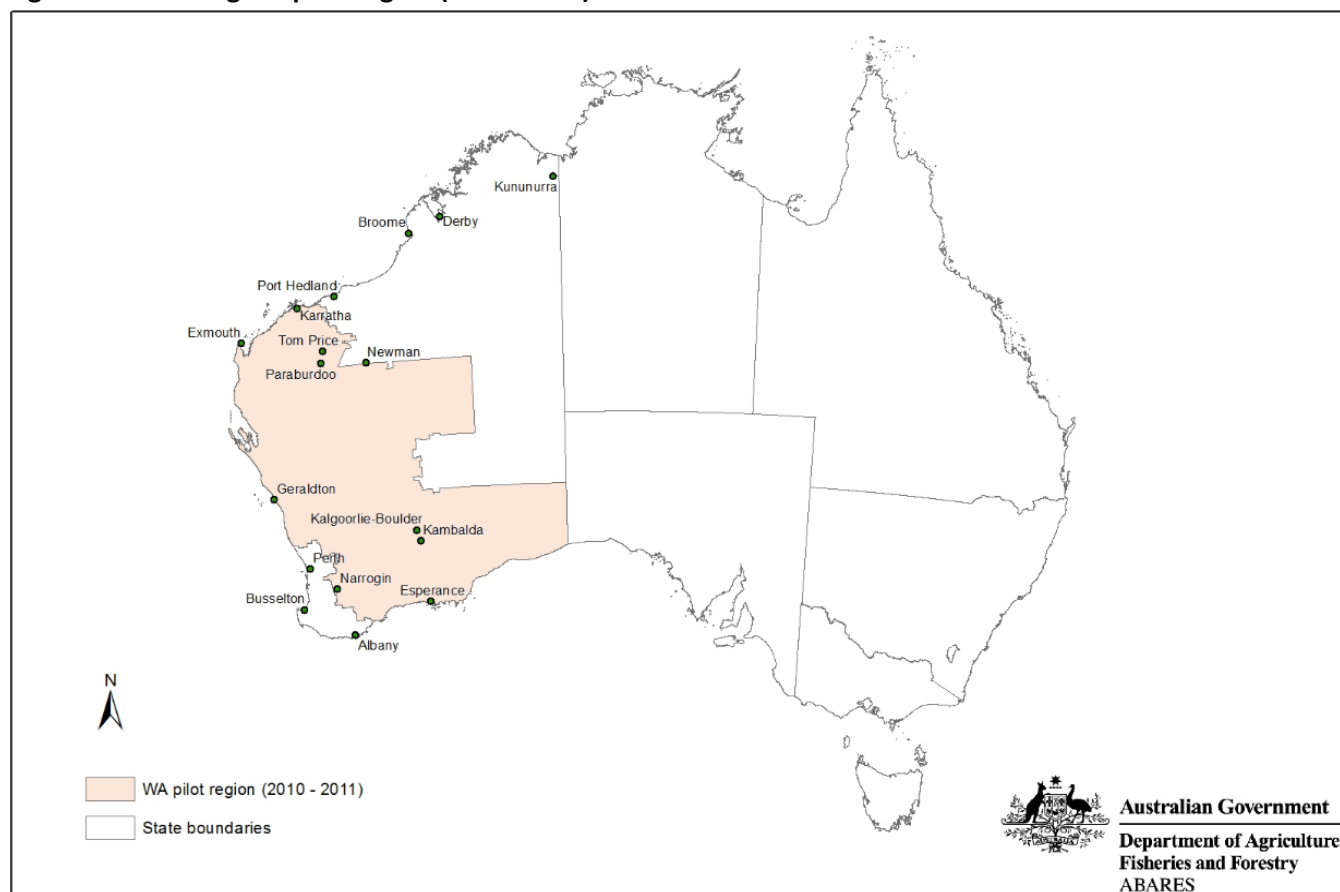 Kununurra
Derby
Broome
Port Hedland
Karratha
Exmouth
Tom Price
Newman
Paraburdoo
Geraldton
Kalgoorlie-Boulder
Kambalda
Perth
Narrogin
Esperance
Busselton
Albany
N
WA pilot region (2010 - 2011)
State boundaries
Australian Government
Department of Agriculture
Fisheries and Forestry
ABARES